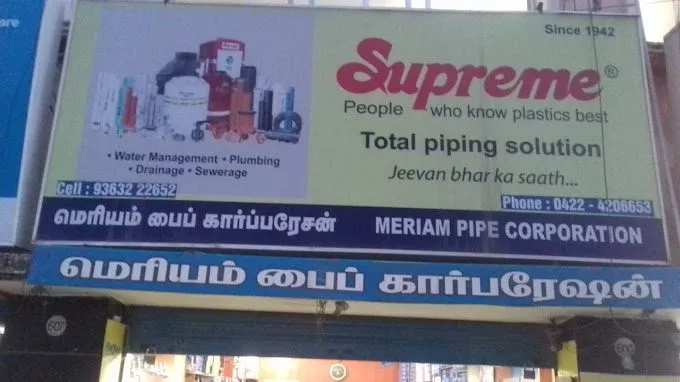 Since 1942
Supreme®
People who know plastics best
Total piping solution
Jeevan bhar ka saath...
• Water Management • Plumbing
• Drainage • Sewerage
Cell : 93632 22652
Phone : 0422 - 4206653
மெரியம் பைப் கார்ப்பரேசன்
MERIAM PIPE CORPORATION
மெரியம் பைப் கார்பரேஷன்
607